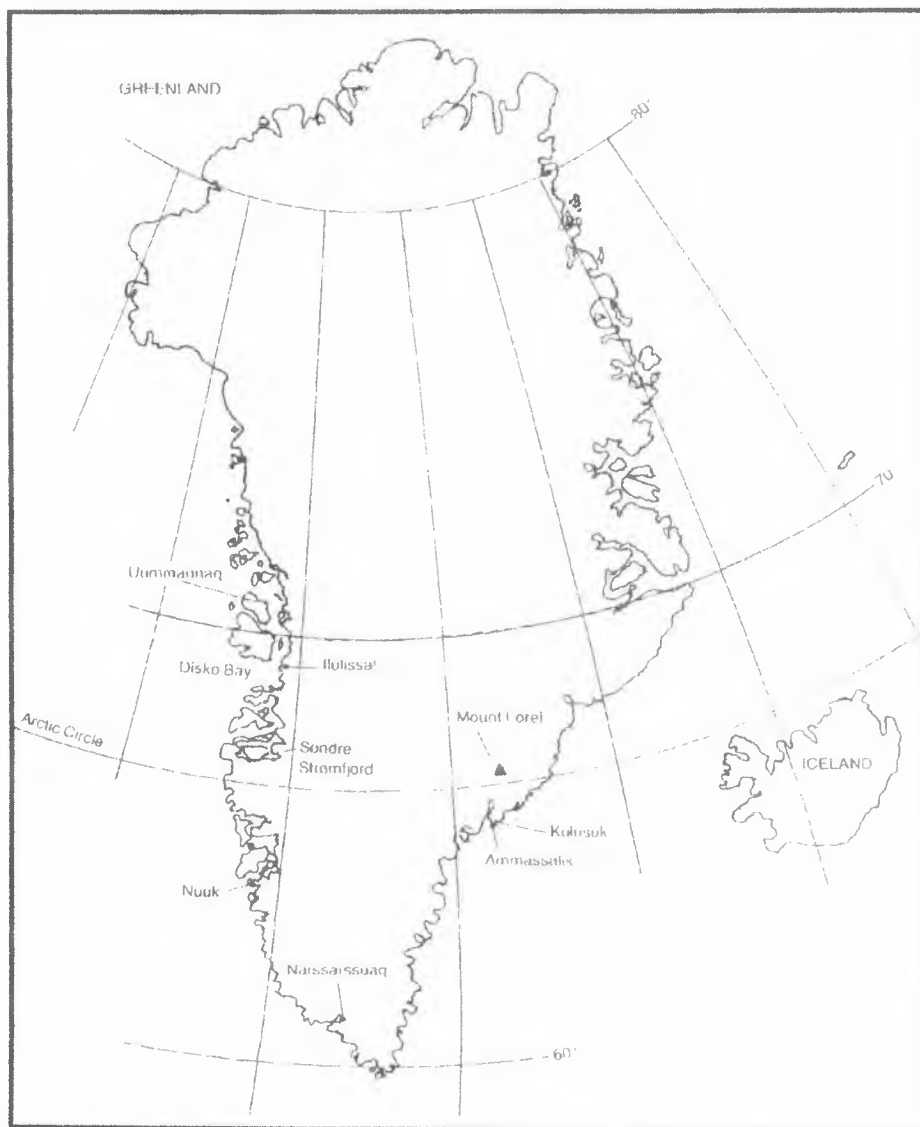 GREENLAND
80°
70
Uummannaq
Disko Bay
Ilulissat
Arctic Circle
Mount Forel
Søndre
Strømfjord
ICELAND
Kulusuk
Ammassalik
Nuuk
Narssarssuaq
60°